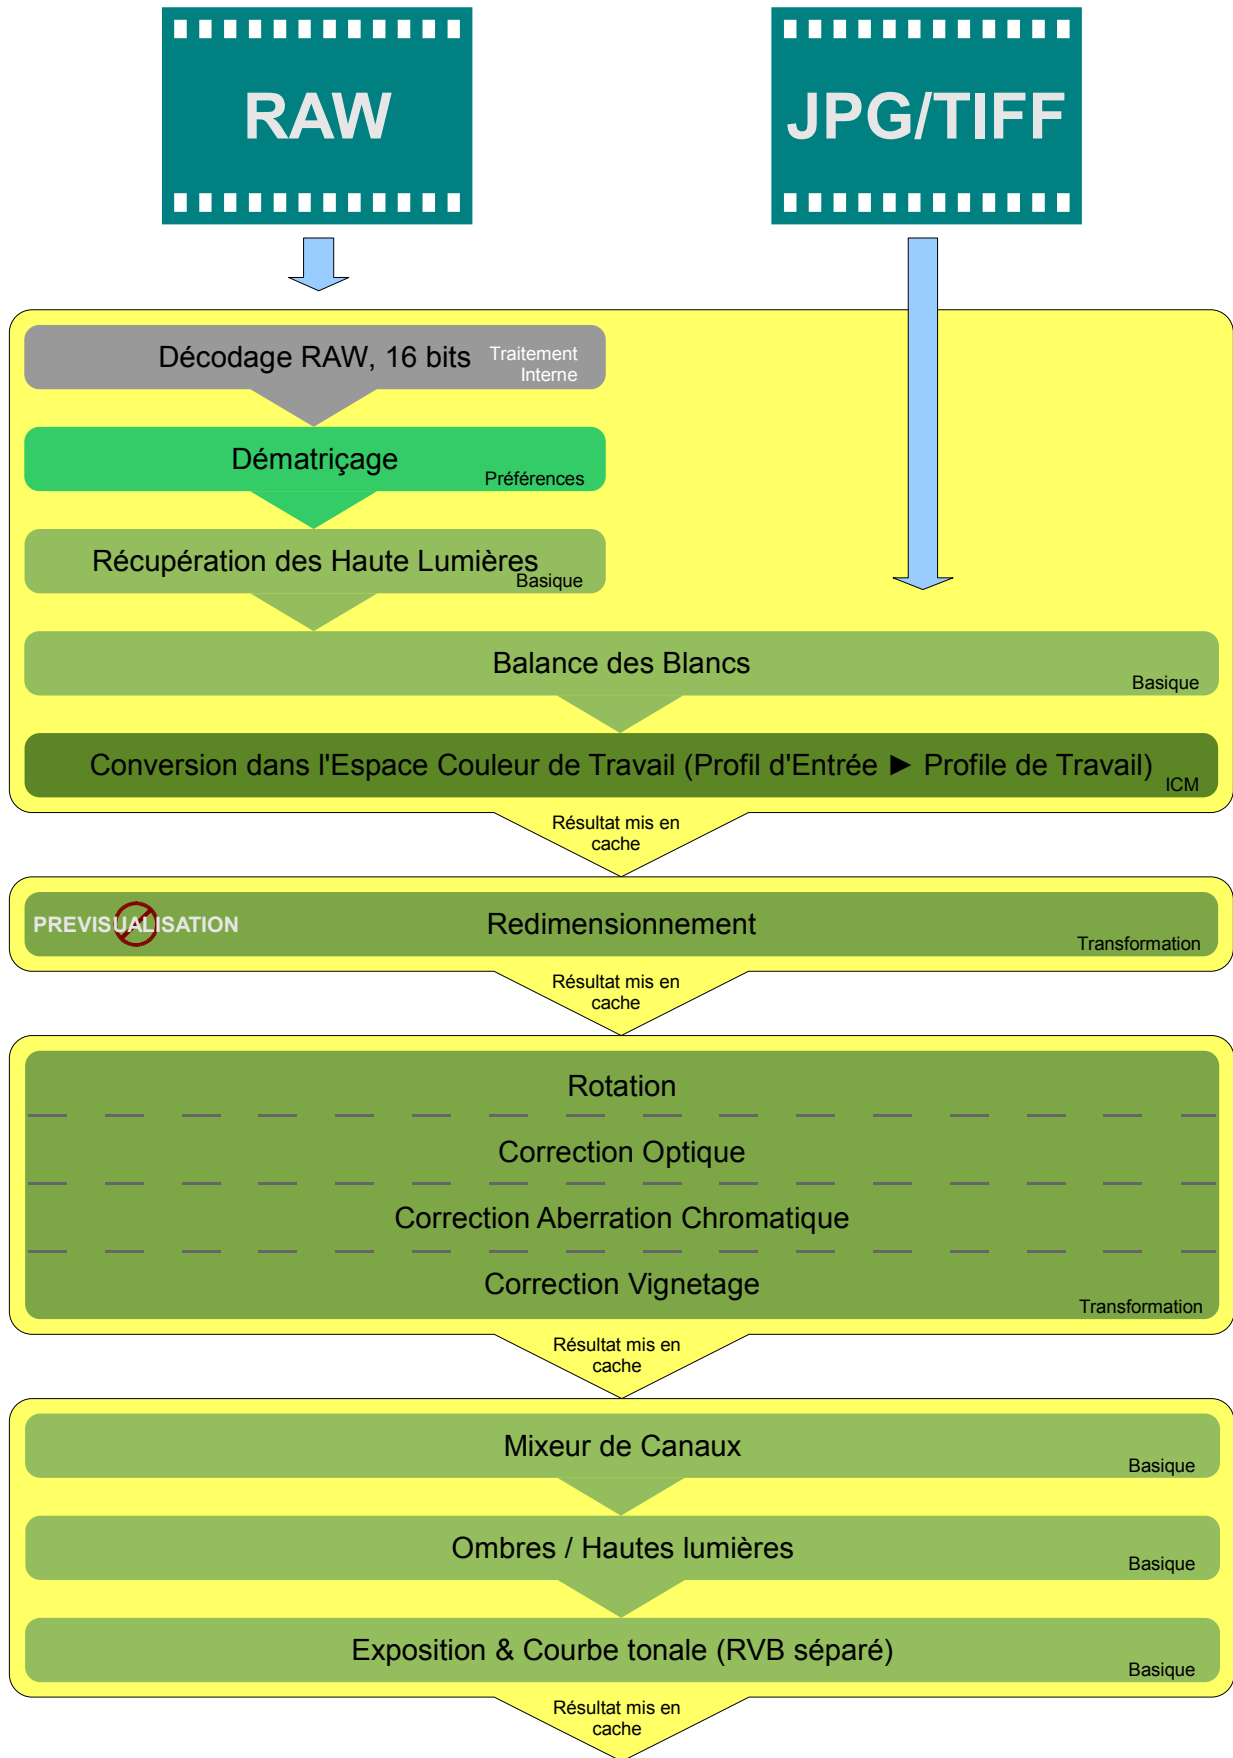 RAW
JPG/TIFF
Décodage RAW, 16 bits
Traitement
Interne
Dématriçage
Préférences
Récupération des Haute Lumières
Basique
Balance des Blancs
Basique
Conversion dans l'Espace Couleur de Travail (Profil d'Entrée ► Profile de Travail)
ICM
Résultat mis en
cache
PREVISUALISATION
Redimensionnement
Transformation
Résultat mis en
cache
Rotation
Correction Optique
Correction Aberration Chromatique
Correction Vignetage
Transformation
Résultat mis en
cache
Mixeur de Canaux
Basique
Ombres / Hautes lumières
Basique
Exposition & Courbe tonale (RVB séparé)
Basique
Résultat mis en
cache